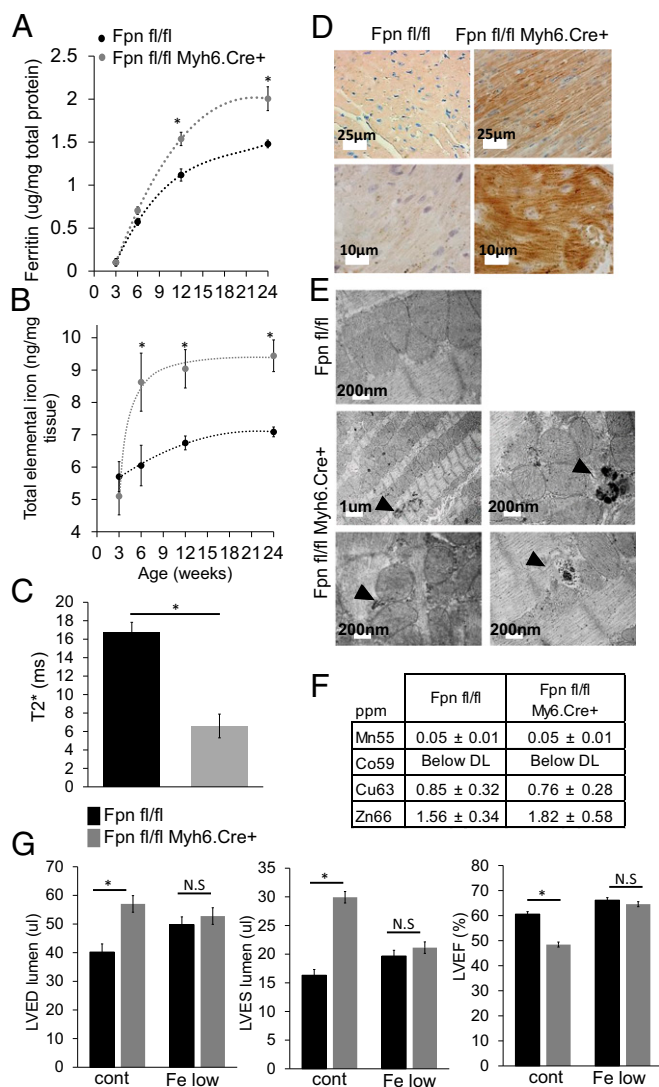 A
Fpn fl/fl
Fpn fl/fl Myh6.Cre+
Ferritin (ug/mg total protein)
2.5
2
1.5
1
0.5
0
*
*
0 3 6 9 12 15 18 21 24
B
Total elemental iron (ng/mg
tissue)
10
9
8
7
6
5
4
*
*
*
0 3 6 9 12 15 18 21 24
Age (weeks)
C
T2* (ms)
18
16
14
12
10
8
6
4
2
0
*
Fpn fl/fl
Fpn fl/fl Myh6.Cre+
D
Fpn fl/fl
Fpn fl/fl Myh6.Cre+
25µm
25µm
10µm
10µm
E
Fpn fl/fl
200nm
Fpn fl/fl Myh6.Cre+
1um
200nm
200nm
200nm
F
ppm Fpn fl/fl Fpn fl/fl
My6.Cre+
Mn55 0.05 ± 0.01 0.05 ± 0.01
Co59 Below DL Below DL
Cu63 0.85 ± 0.32 0.76 ± 0.28
Zn66 1.56 ± 0.34 1.82 ± 0.58
G
LVED lumen (ul)
70
60
50
40
30
20
10
0
*
N.S
cont Fe low
LVES lumen (ul)
35
30
25
20
15
10
5
0
*
N.S
cont Fe low
LVEF (%)
80
70
60
50
40
30
20
10
0
*
N.S
cont Fe low